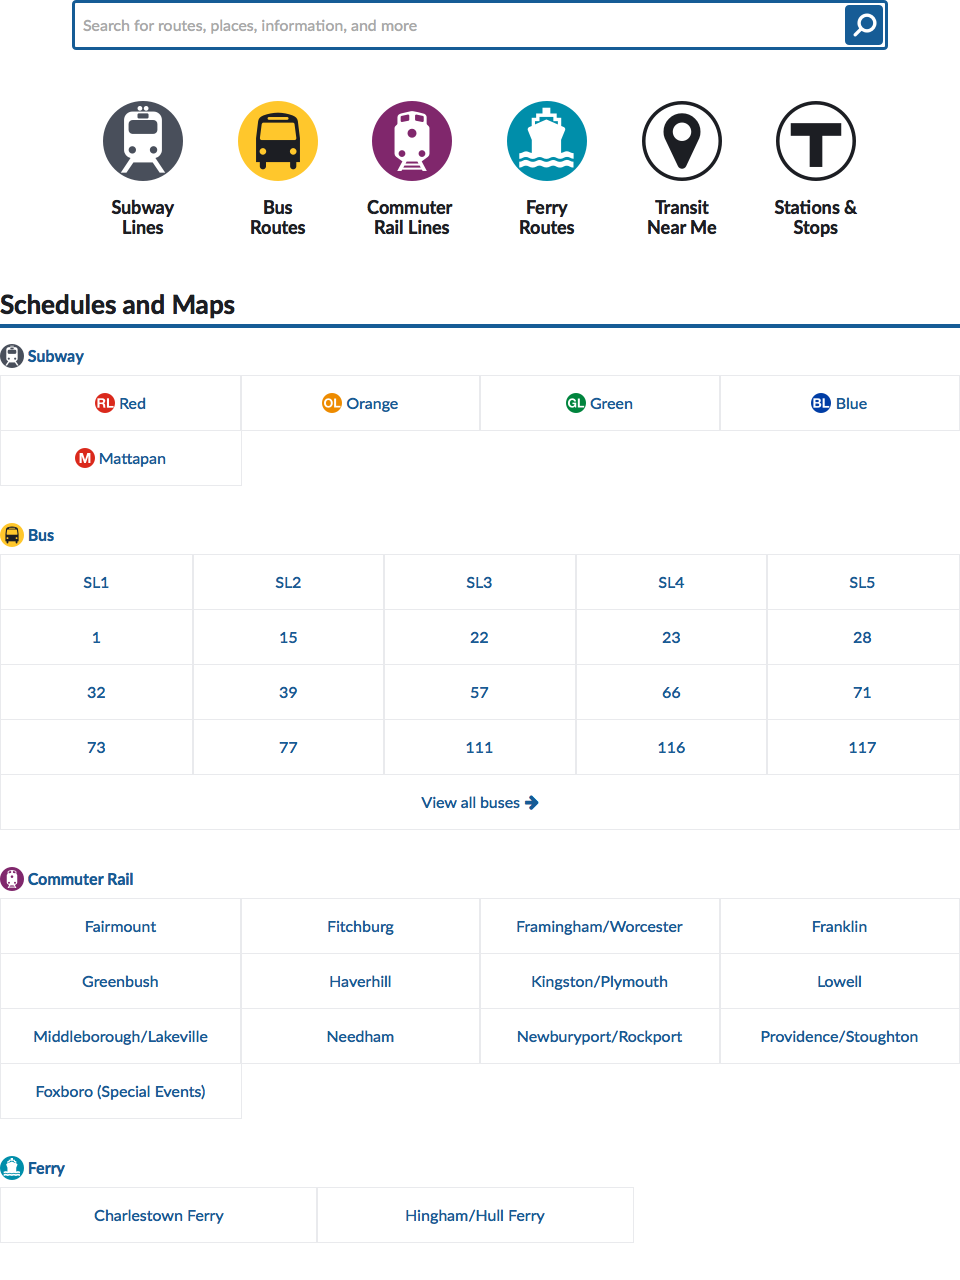 Search for routes, places, information, and more
Subway Lines
Bus Routes
Commuter Rail Lines
Ferry Routes
Transit Near Me
T
Stations & Stops
Schedules and Maps
Subway
RL Red
OL Orange
GL Green
BL Blue
M Mattapan
Bus
SL1 SL2 SL3 SL4 SL5
1 15 22 23 28
32 39 57 66 71
73 77 111 116 117
View all buses
Commuter Rail
Fairmount Fitchburg Framingham/Worcester Franklin
Greenbush Haverhill Kingston/Plymouth Lowell
Middleborough/Lakeville Needham Newburyport/Rockport Providence/Stoughton
Foxboro (Special Events)
Ferry
Charlestown Ferry Hingham/Hull Ferry